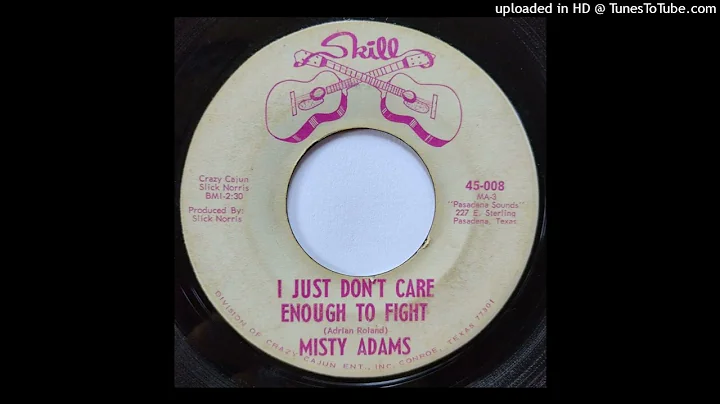 uploaded in HD @ TunesToTube.com
Skill
Crazy Cajun
Slick Norris
BMI-2:30
Produced By:
Slick Norris
45-008
MA-3
"Pasadena Sounds"
227 E. Sterling
Pasadena, Texas
I JUST DON'T CARE
ENOUGH TO FIGHT
(Adrian Roland)
MISTY ADAMS
DIVISION OF CRAZY CAJUN ENT., INC. CONROE, TEXAS 77301